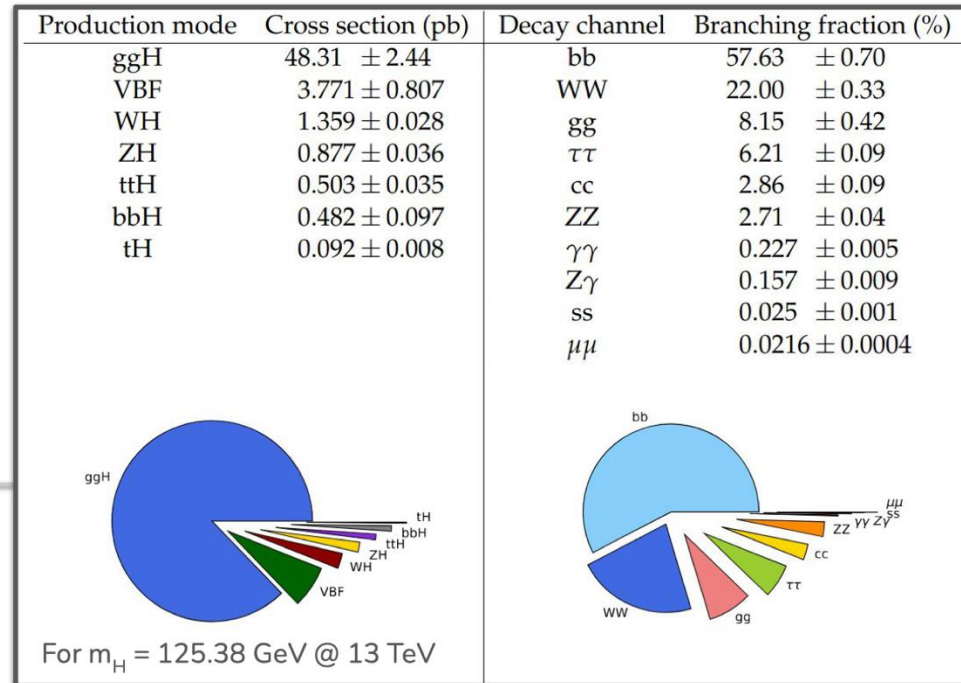 Production mode Cross section (pb)
ggH 48.31 ± 2.44
VBF 3.771 ± 0.807
WH 1.359 ± 0.028
ZH 0.877 ± 0.036
ttH 0.503 ± 0.035
bbH 0.482 ± 0.097
tH 0.092 ± 0.008
ggH
tH
bbH
ttH
ZH
WH
VBF
For m_H = 125.38 GeV @ 13 TeV
Decay channel Branching fraction (%)
bb 57.63 ± 0.70
WW 22.00 ± 0.33
gg 8.15 ± 0.42
ττ 6.21 ± 0.09
cc 2.86 ± 0.09
ZZ 2.71 ± 0.04
γγ 0.227 ± 0.005
Zγ 0.157 ± 0.009
ss 0.025 ± 0.001
μμ 0.0216 ± 0.0004
bb
μμ
ss
γγ Zγ
ZZ
cc
ττ
gg
WW